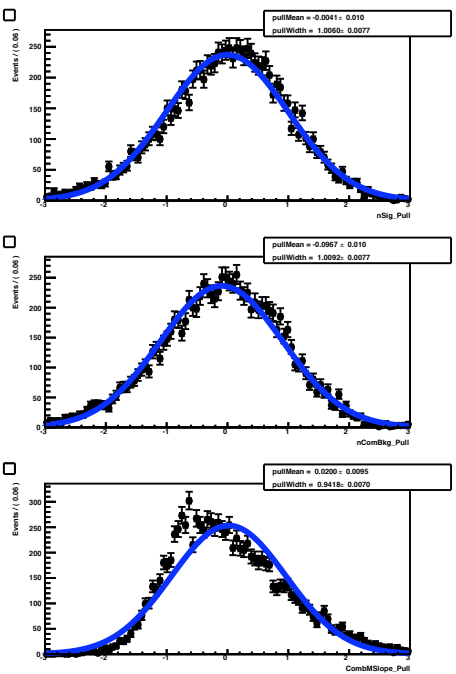 pullMean = -0.0041 ± 0.010
pullWidth = 1.0060± 0.0077
Events / ( 0.06 )
250
200
150
100
50
0
-3 -2 -1 0 1 2 3
nSig_Pull
pullMean = -0.0967 ± 0.010
pullWidth = 1.0092± 0.0077
Events / ( 0.06 )
250
200
150
100
50
0
-3 -2 -1 0 1 2 3
nComBkg_Pull
pullMean = 0.0200 ± 0.0095
pullWidth = 0.9418± 0.0070
Events / ( 0.06 )
300
250
200
150
100
50
0
-3 -2 -1 0 1 2 3
CombMSlope_Pull